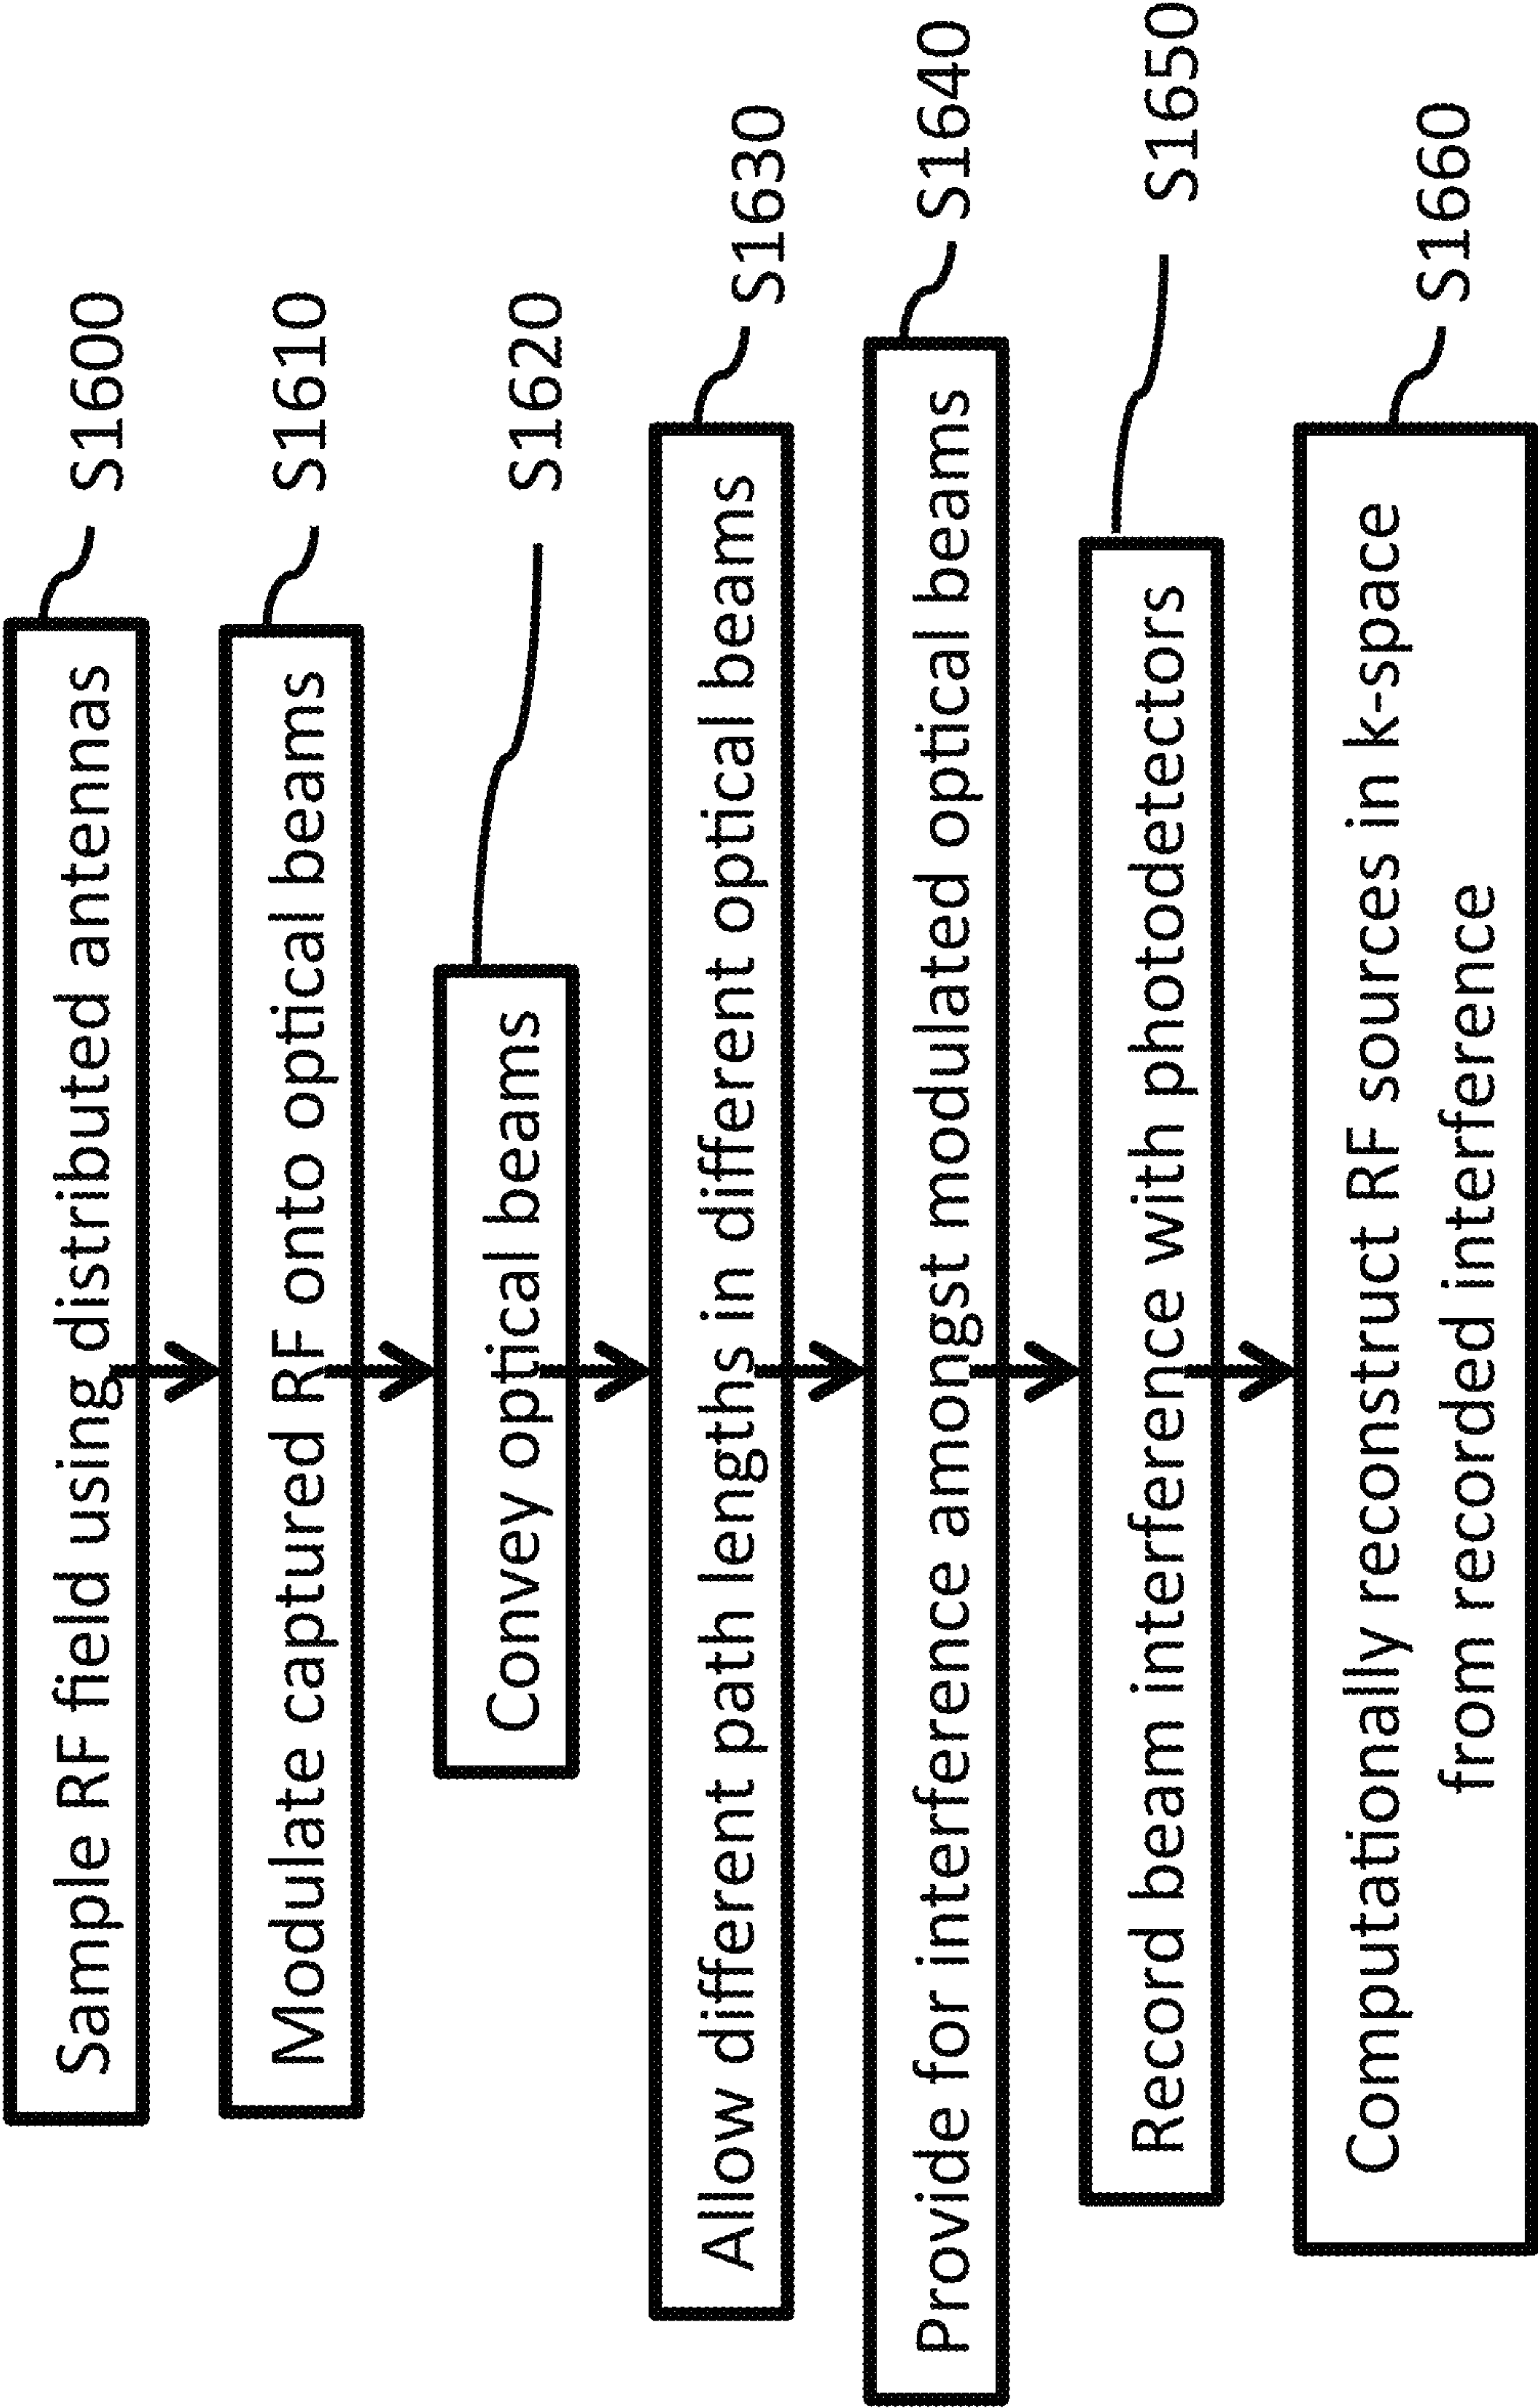 Sample RF field using distributed antennas
S1600
Modulate captured RF onto optical beams
S1610
Convey optical beams
S1620
Allow different path lengths in different optical beams
S1630
Provide for interference amongst modulated optical beams
S1640
Record beam interference with photodetectors
S1650
Computationally reconstruct RF sources in k-space
from recorded interference
S1660